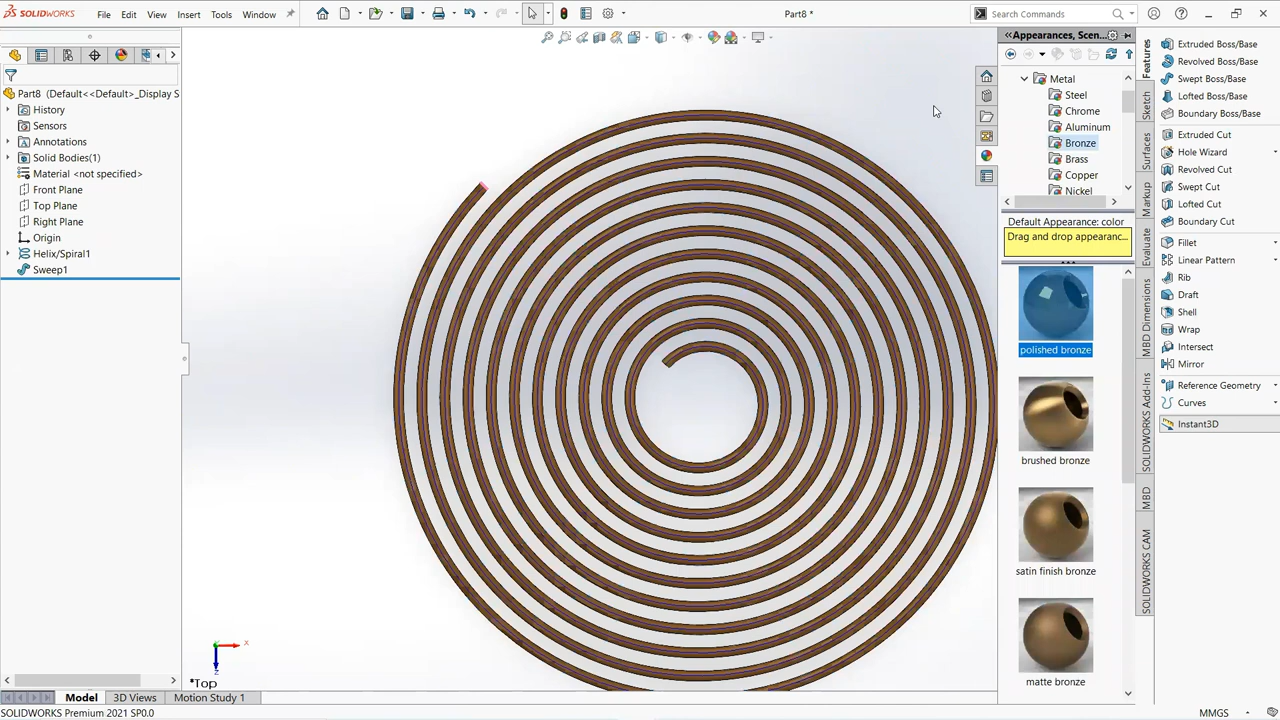 SOLIDWORKS File Edit View Insert Tools Window Part8 * Search Commands
Appearances, Scen...
Part8 (Default<<Default>_Display S
History
Sensors
Annotations
Solid Bodies(1)
Material <not specified>
Front Plane
Top Plane
Right Plane
Origin
Helix/Spiral1
Sweep1
*Top
X
Z
Metal
Steel
Chrome
Aluminum
Bronze
Brass
Copper
Nickel
Default Appearance: color
Drag and drop appearanc...
polished bronze
brushed bronze
satin finish bronze
matte bronze
Features
Sketch
Surfaces
Markup
Evaluate
MBD Dimensions
SOLIDWORKS Add-Ins
MBD
SOLIDWORKS CAM
Extruded Boss/Base
Revolved Boss/Base
Swept Boss/Base
Lofted Boss/Base
Boundary Boss/Base
Extruded Cut
Hole Wizard
Revolved Cut
Swept Cut
Lofted Cut
Boundary Cut
Fillet
Linear Pattern
Rib
Draft
Shell
Wrap
Intersect
Mirror
Reference Geometry
Curves
Instant3D
Model 3D Views Motion Study 1
SOLIDWORKS Premium 2021 SP0.0 MMGS